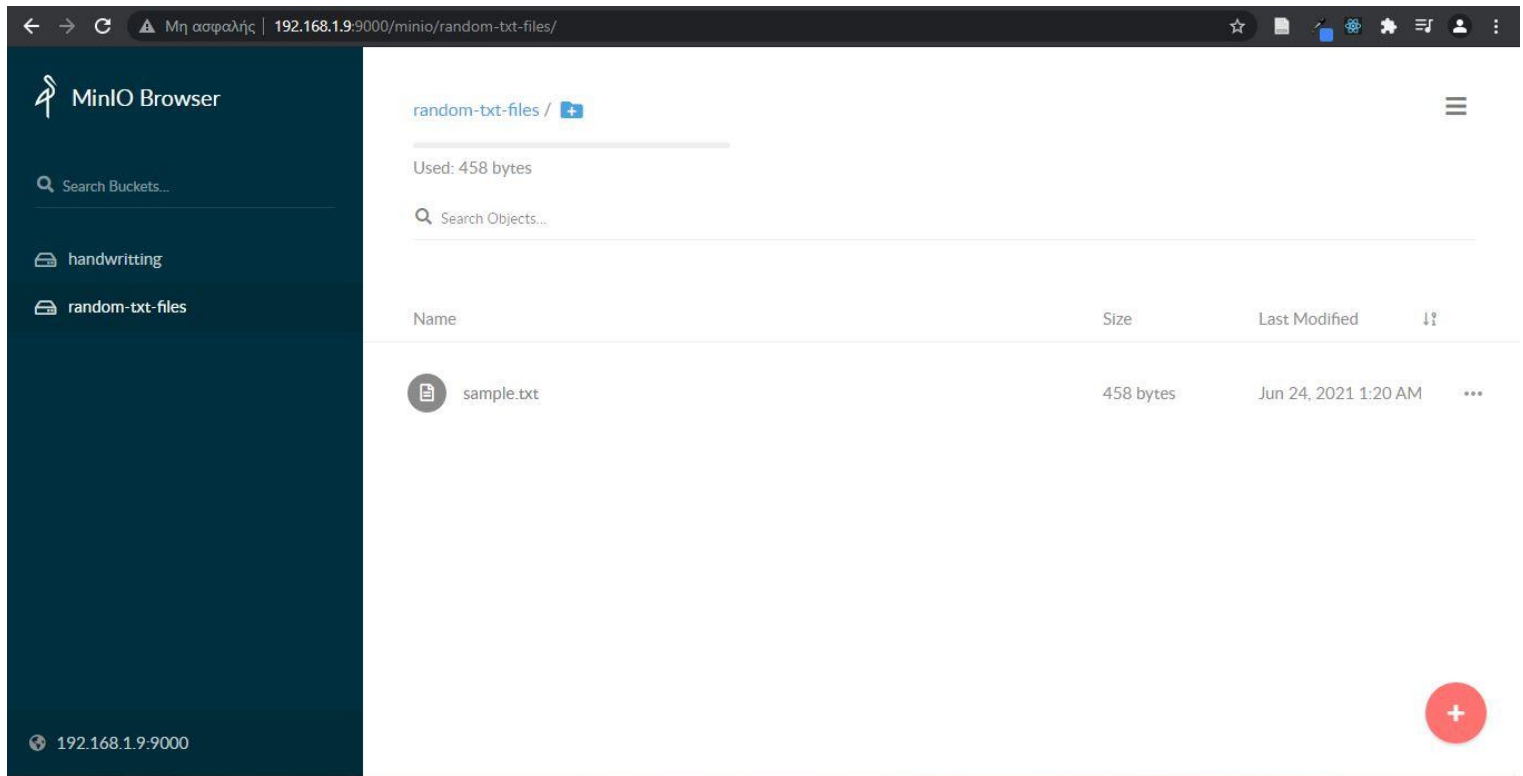 Μη ασφαλής | 192.168.1.9:9000/minio/random-txt-files/
MinIO Browser
Search Buckets...
handwritting
random-txt-files
192.168.1.9:9000
random-txt-files /
Used: 458 bytes
Search Objects...
Name Size Last Modified
sample.txt 458 bytes Jun 24, 2021 1:20 AM